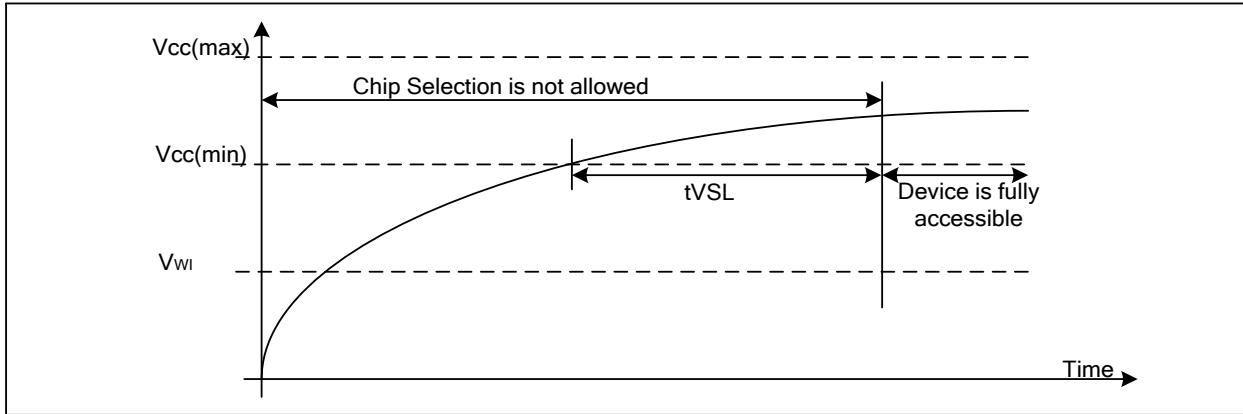 Vcc(max)
Chip Selection is not allowed
Vcc(min)
tVSL
Device is fully
accessible
VWI
Time